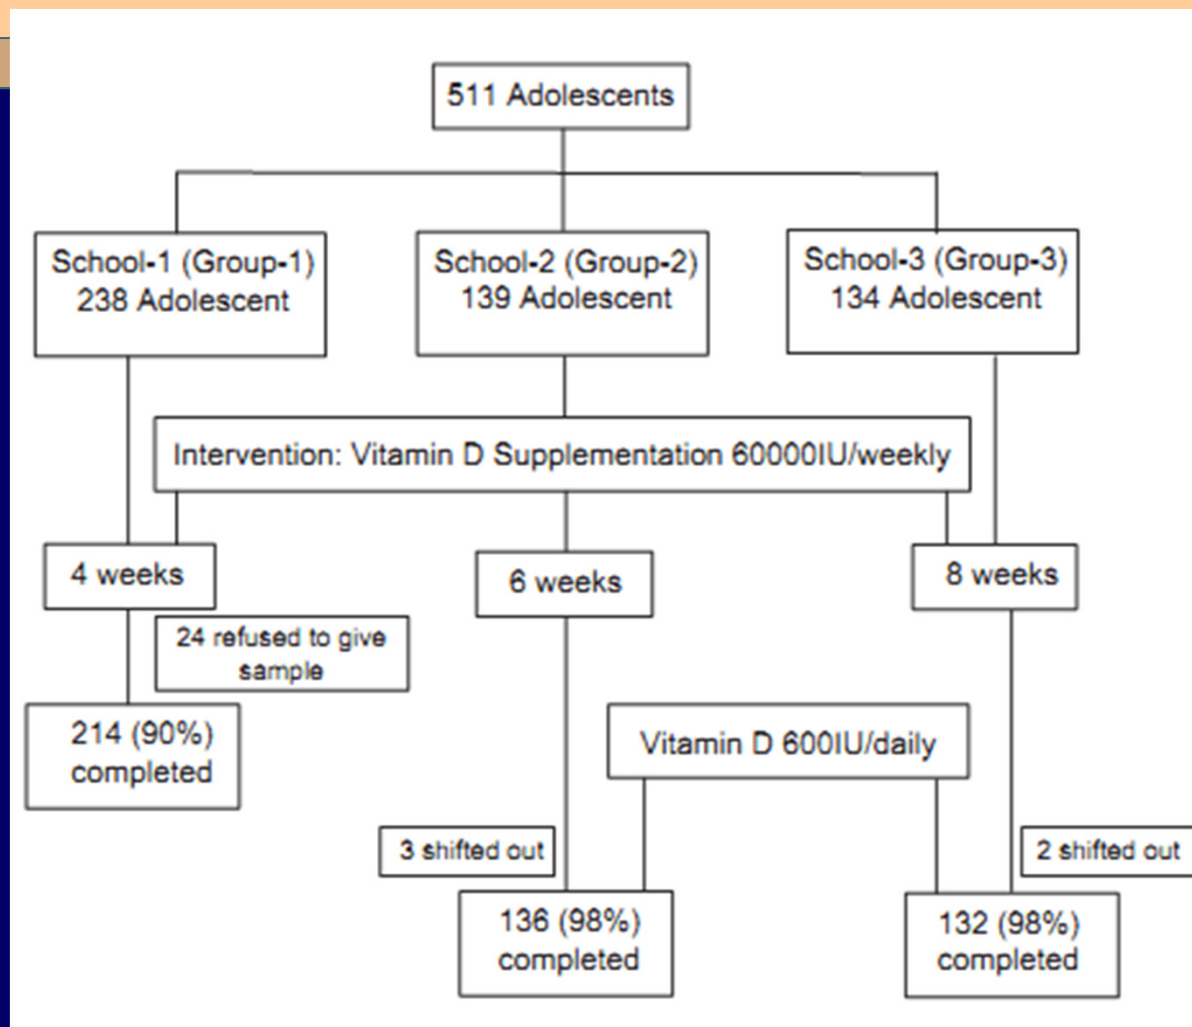 511 Adolescents
School-1 (Group-1)
238 Adolescent
School-2 (Group-2)
139 Adolescent
School-3 (Group-3)
134 Adolescent
Intervention: Vitamin D Supplementation 60000IU/weekly
4 weeks
6 weeks
8 weeks
24 refused to give
sample
214 (90%)
completed
Vitamin D 600IU/daily
3 shifted out
2 shifted out
136 (98%)
completed
132 (98%)
completed